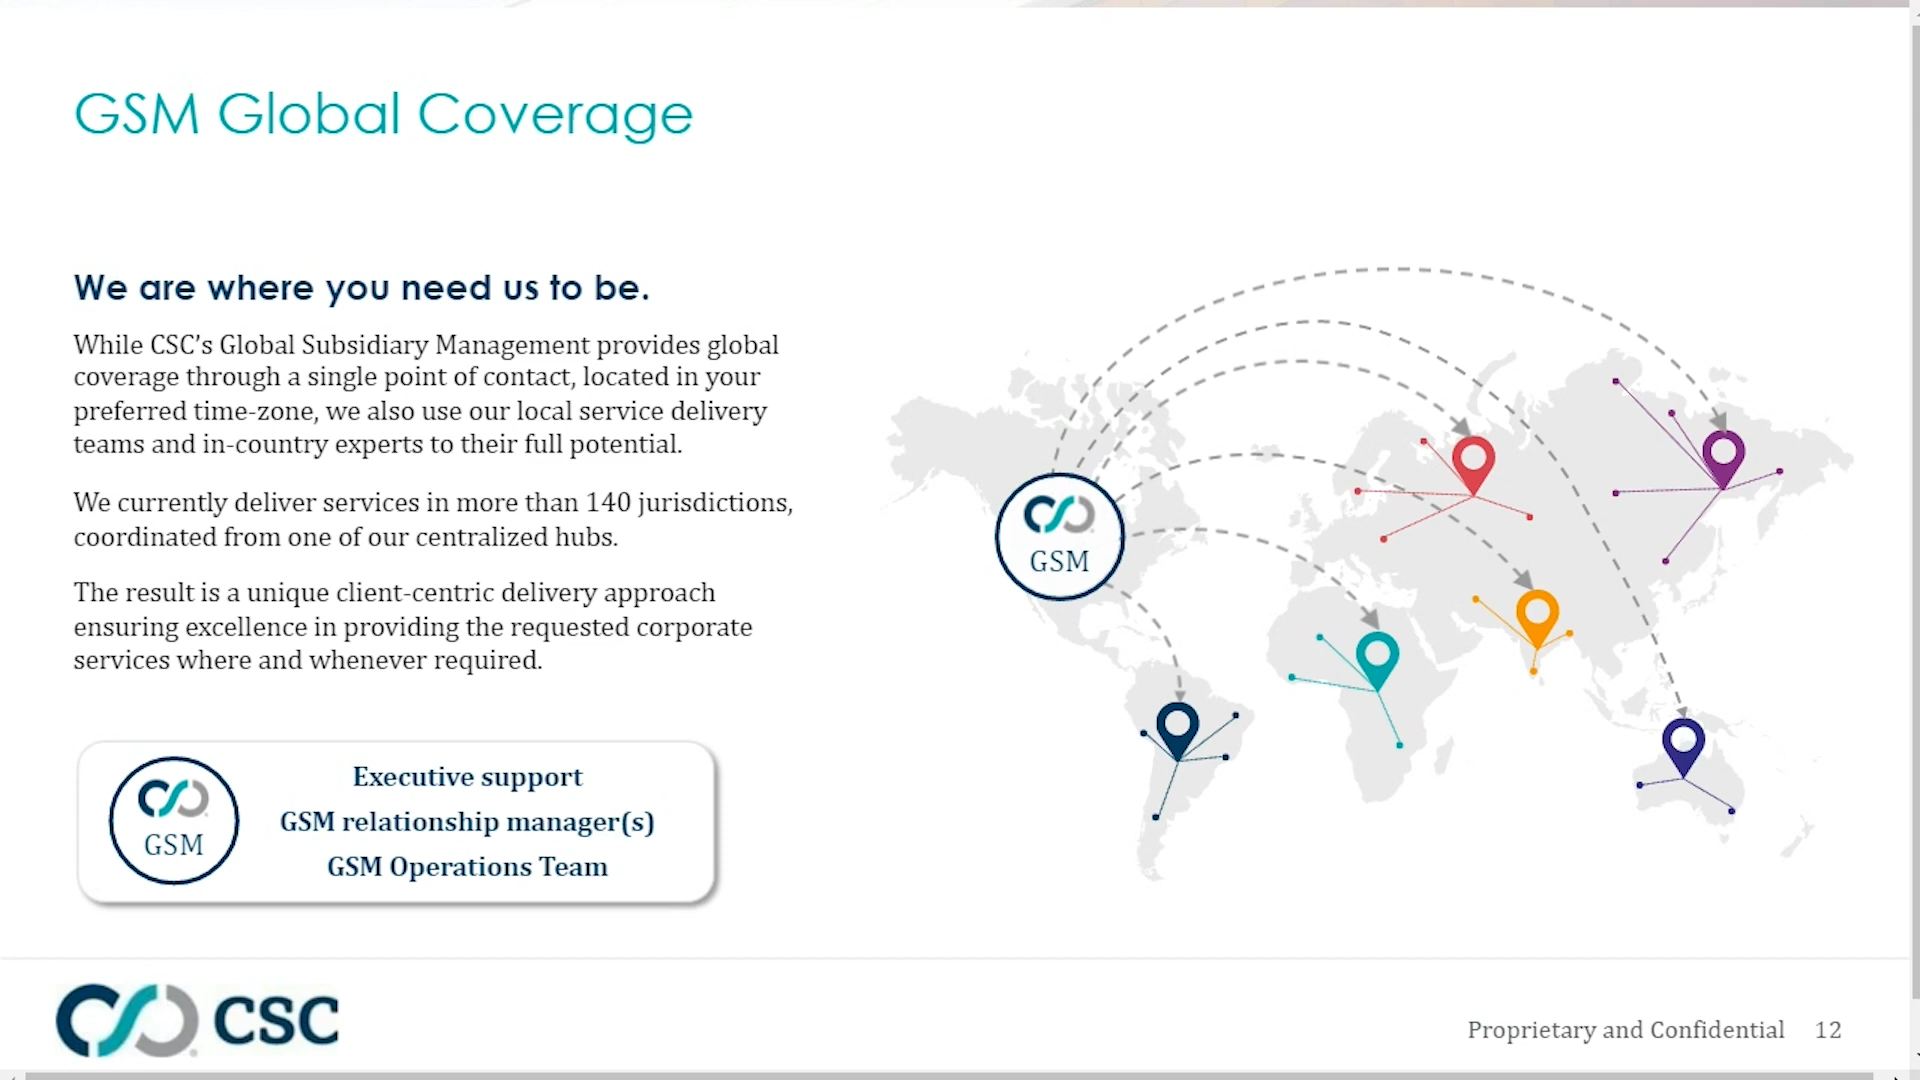 GSM Global Coverage
We are where you need us to be.
While CSC’s Global Subsidiary Management provides global
coverage through a single point of contact, located in your
preferred time-zone, we also use our local service delivery
teams and in-country experts to their full potential.
We currently deliver services in more than 140 jurisdictions,
coordinated from one of our centralized hubs.
The result is a unique client-centric delivery approach
ensuring excellence in providing the requested corporate
services where and whenever required.
GSM
Executive support
GSM relationship manager(s)
GSM Operations Team
GSM
CSC
Proprietary and Confidential 12